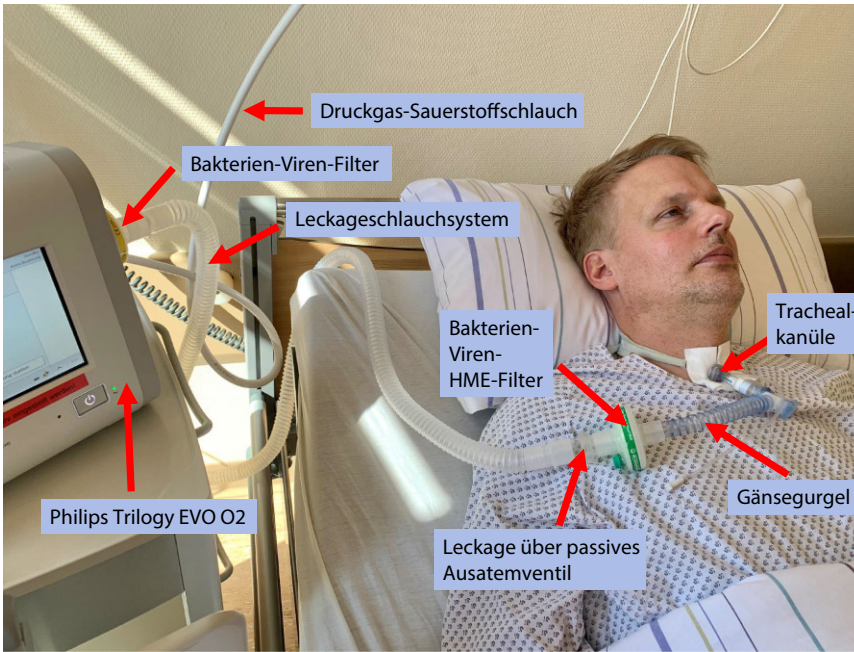 Druckgas-Sauerstoffschlauch
Bakterien-Viren-Filter
Leckageschlauchsystem
Bakterien-
Viren-
HME-Filter
Tracheal-
kanüle
Philips Trilogy EVO O2
Leckage über passives
Ausatemventil
Gänsegurgel